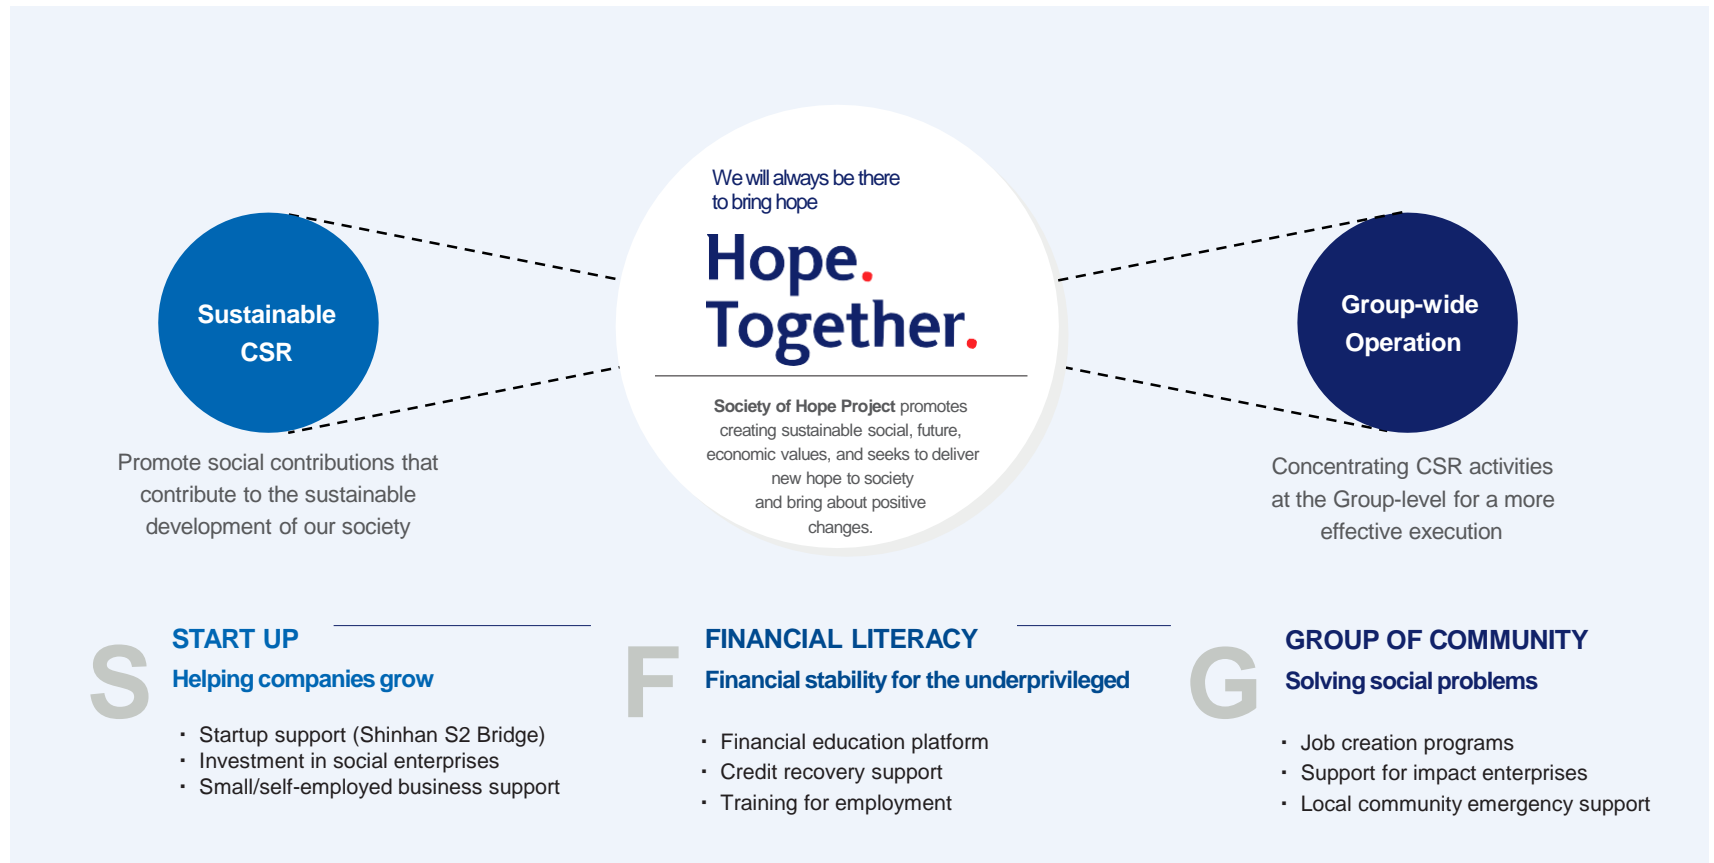 We will always be there
to bring hope
Hope.
Together.
Society of Hope Project promotes
creating sustainable social, future,
economic values, and seeks to deliver
new hope to society
and bring about positive
changes.
Sustainable
CSR
Promote social contributions that
contribute to the sustainable
development of our society
Group-wide
Operation
Concentrating CSR activities
at the Group-level for a more
effective execution
S
START UP
Helping companies grow
· Startup support (Shinhan S2 Bridge)
· Investment in social enterprises
· Small/self-employed business support
F
FINANCIAL LITERACY
Financial stability for the underprivileged
· Financial education platform
· Credit recovery support
· Training for employment
G
GROUP OF COMMUNITY
Solving social problems
· Job creation programs
· Support for impact enterprises
· Local community emergency support